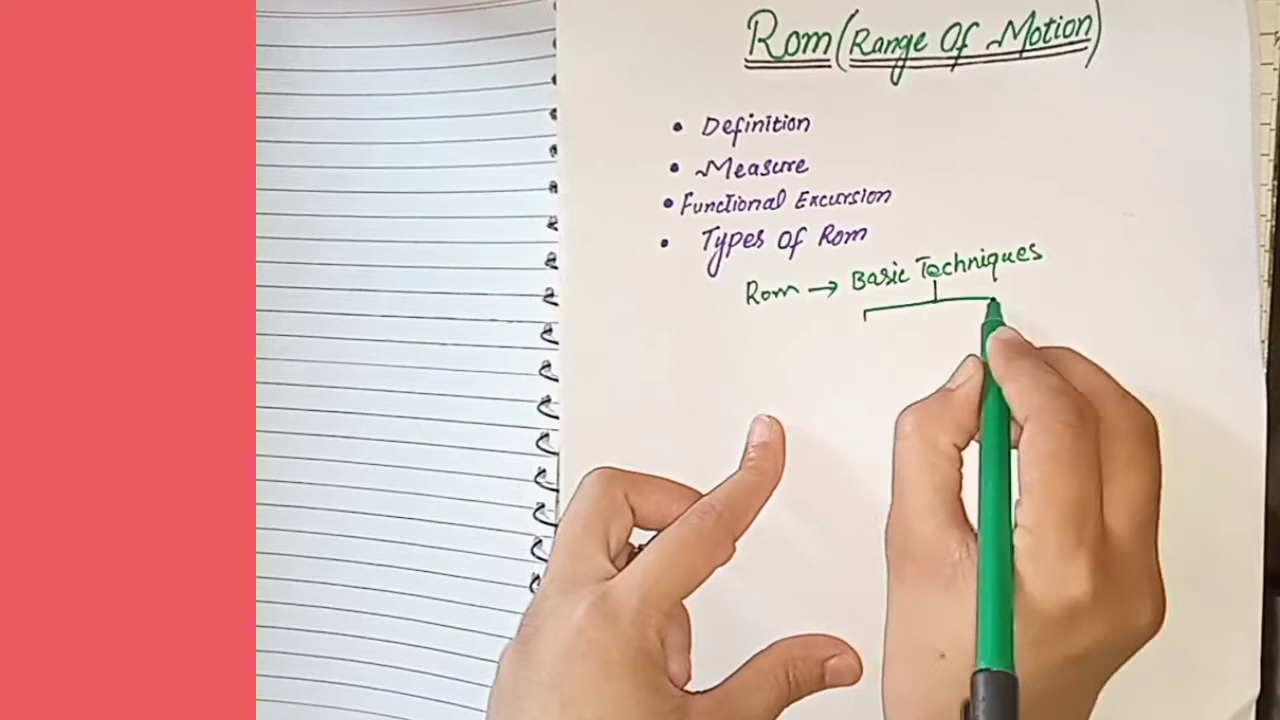 Rom (Range Of Motion)
• Definition
• Measure
• Functional Excursion
• Types Of Rom
Rom → Basic Techniques